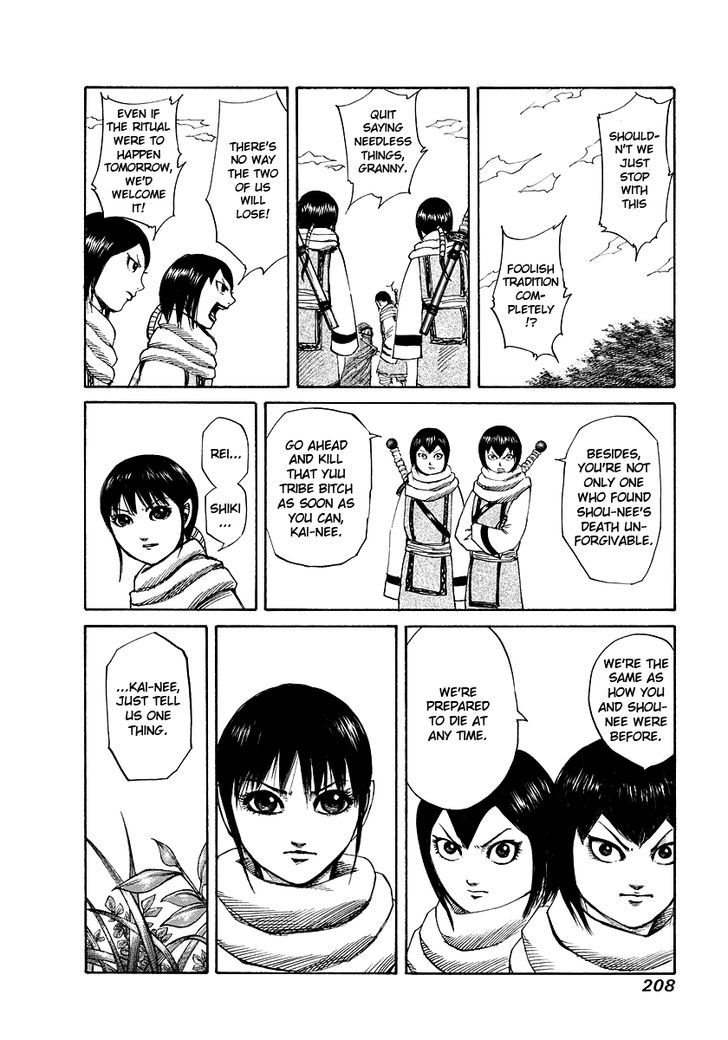 SHOULD-
N'T WE
JUST
STOP
WITH
THIS
FOOLISH
TRADITION
COM-
PLETELY
!?
QUIT
SAYING
NEEDLESS
THINGS,
GRANNY.
THERE'S
NO WAY
THE TWO
OF US
WILL
LOSE!
EVEN IF
THE RITUAL
WERE TO
HAPPEN
TOMORROW,
WE'D
WELCOME
IT!
BESIDES,
YOU'RE NOT
ONLY ONE
WHO FOUND
SHOU-NEE'S
DEATH UN-
FORGIVABLE.
GO AHEAD
AND KILL
THAT YUU
TRIBE BITCH
AS SOON AS
YOU CAN,
KAI-NEE.
REI...
SHIKI
...
WE'RE THE
SAME AS
HOW YOU
AND SHOU-
NEE WERE
BEFORE.
WE'RE
PREPARED
TO DIE AT
ANY TIME.
...KAI-NEE,
JUST TELL
US ONE
THING.
208